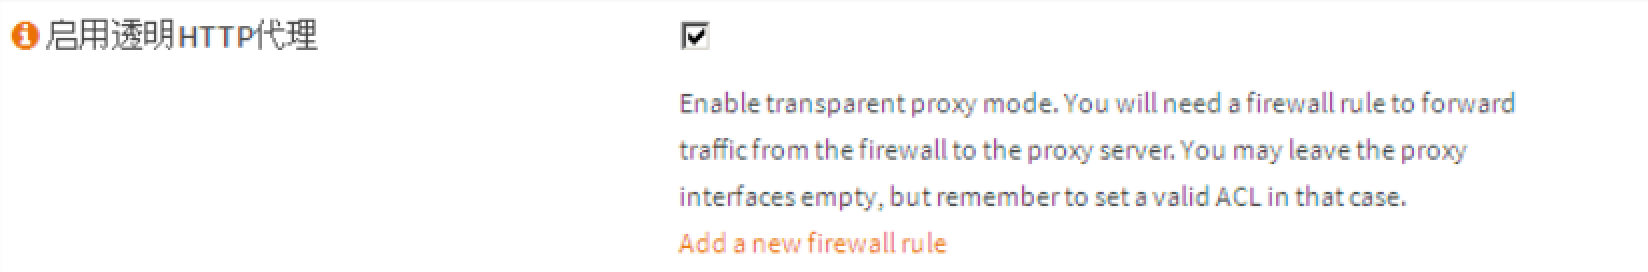 启用透明HTTP代理
Enable transparent proxy mode. You will need a firewall rule to forward
traffic from the firewall to the proxy server. You may leave the proxy
interfaces empty, but remember to set a valid ACL in that case.
Add a new firewall rule